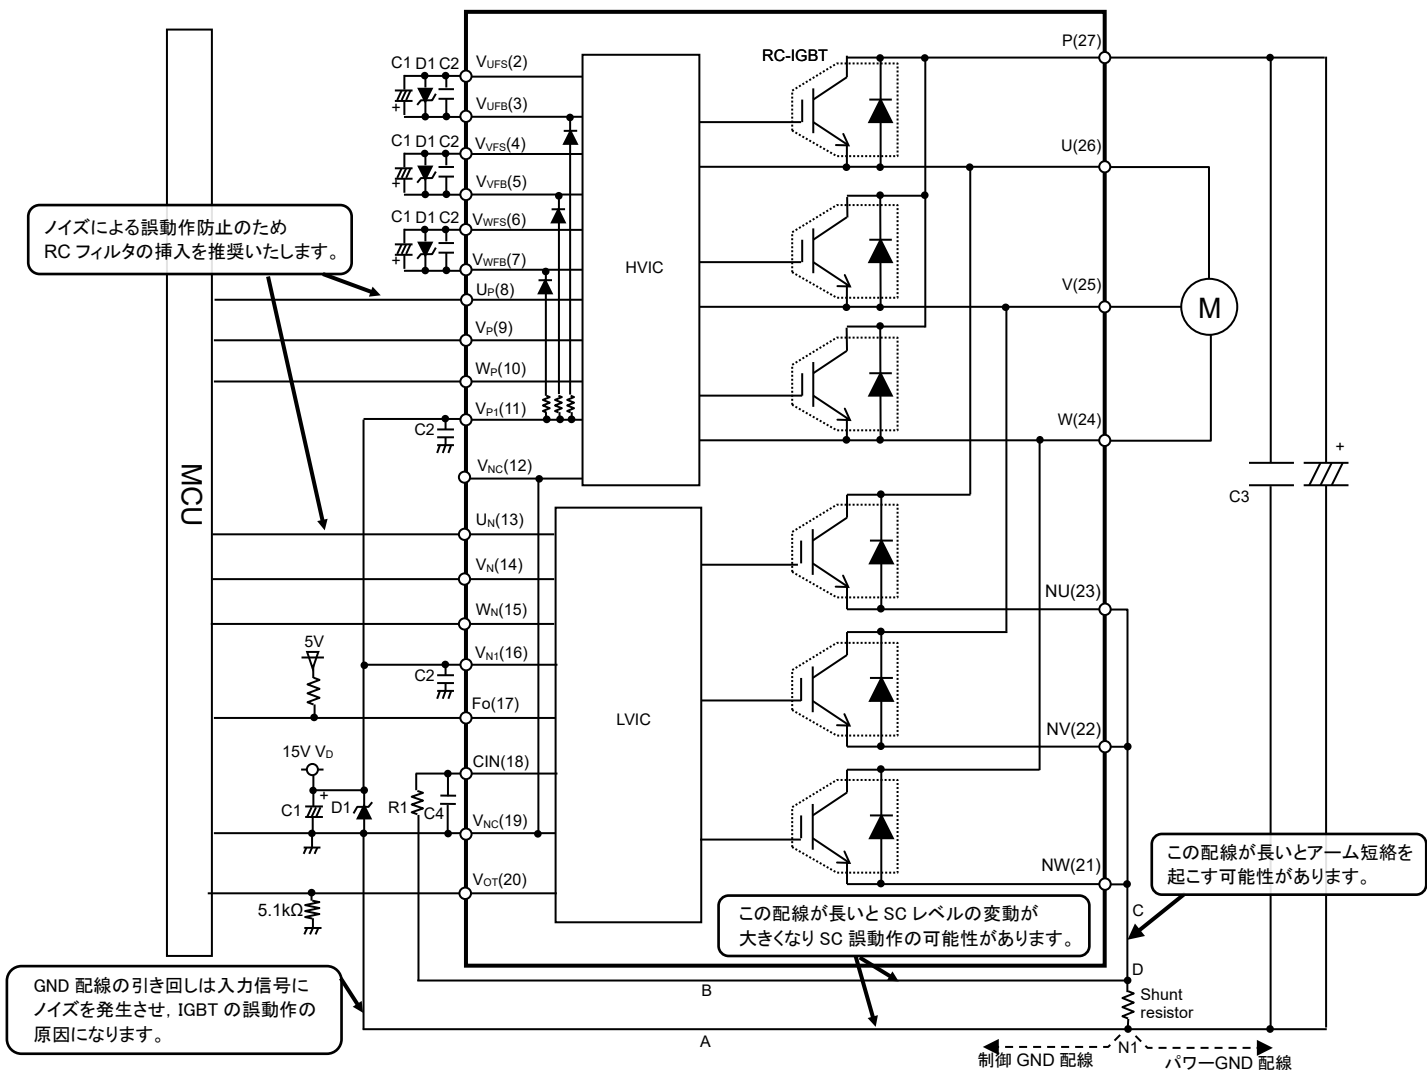 RC-IGBT
P(27)
C1 D1 C2
VUFS(2)
+
VUFB(3)
U(26)
C1 D1 C2
VVFS(4)
+
VVFB(5)
ノイズによる誤動作防止のため
RC フィルタの挿入を推奨いたします。
C1 D1 C2
VWFS(6)
+
VWFB(7)
HVIC
UP(8)
V(25)
M
VP(9)
WP(10)
VP1(11)
C2
W(24)
+
MCU
VNC(12)
C3
UN(13)
VN(14)
NU(23)
WN(15)
5V
VN1(16)
C2
Fo(17)
LVIC
NV(22)
15V VD
CIN(18)
+
C1
D1
R1
C4
VNC(19)
この配線が長いとアーム短絡を
起こす可能性があります。
NW(21)
VOT(20)
5.1kΩ
この配線が長いと SC レベルの変動が
大きくなり SC 誤動作の可能性があります。
C
GND 配線の引き回しは入力信号に
ノイズを発生させ, IGBT の誤動作の
原因になります。
D
B
Shunt
resistor
A
N1
制御 GND 配線
パワーGND 配線